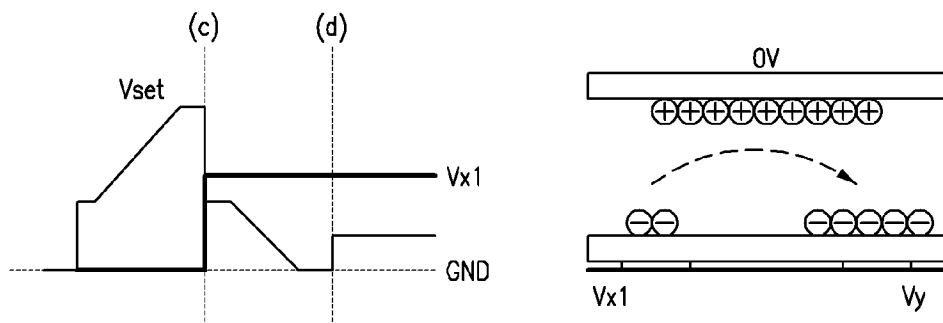 (c)
(d)
Vset
Vx1
GND
0V
+ + + + + + + + +
− −
− − − − −
Vx1
Vy